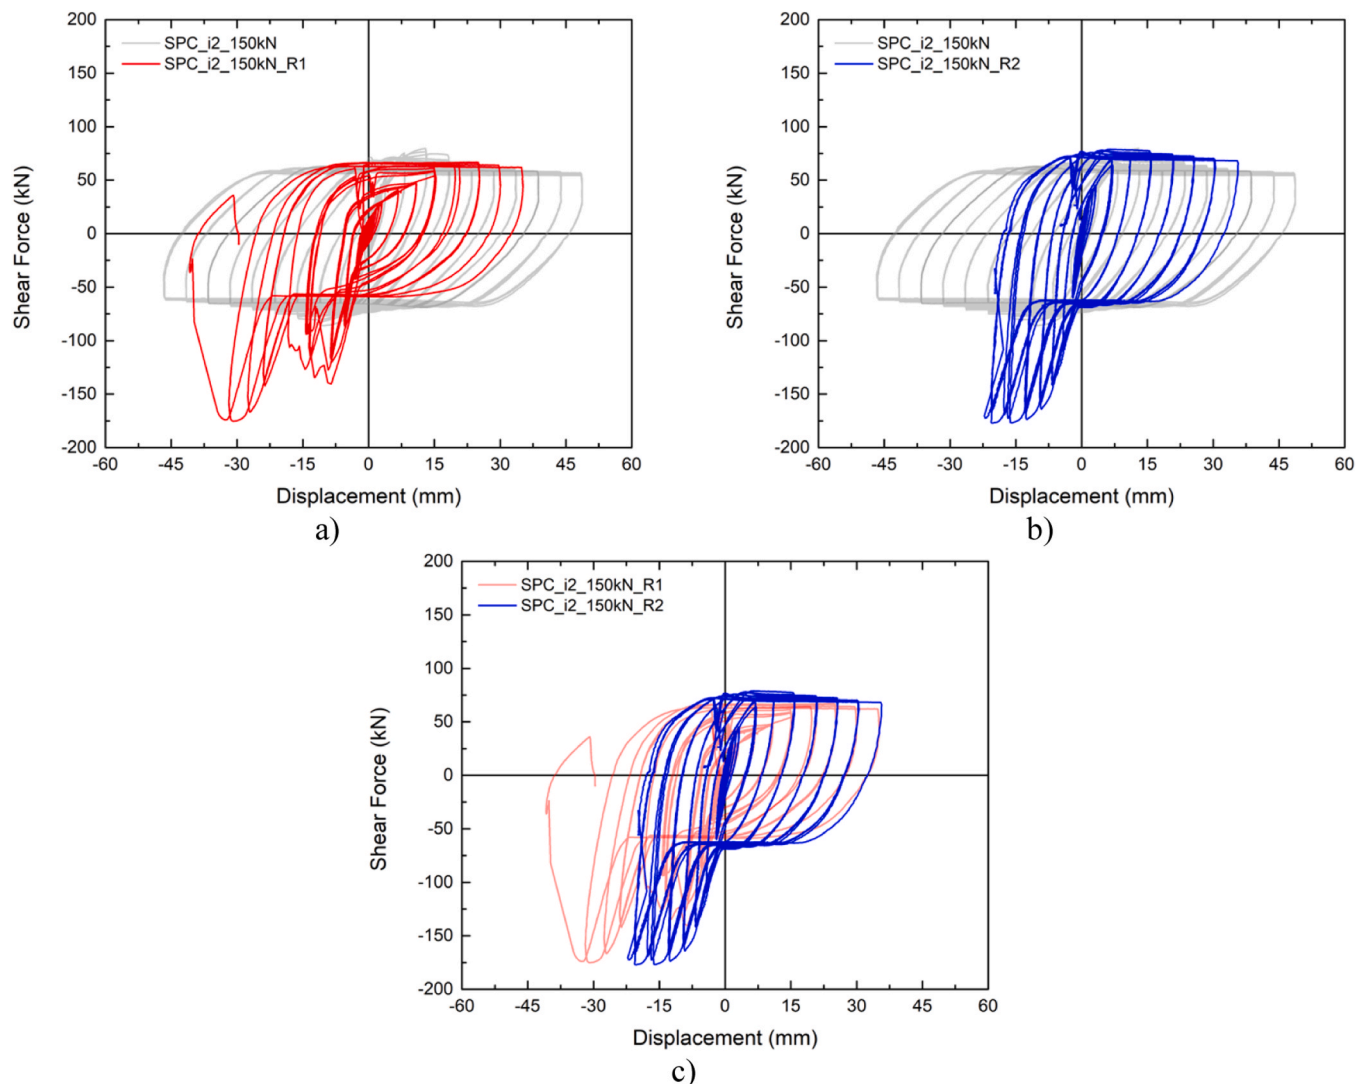 200
150
100
50
0
-50
-100
-150
-200
Shear Force (kN)
SPC_i2_150kN
SPC_i2_150kN_R1
-60 -45 -30 -15 0 15 30 45 60
Displacement (mm)
a)
200
150
100
50
0
-50
-100
-150
-200
Shear Force (kN)
SPC_i2_150kN
SPC_i2_150kN_R2
-60 -45 -30 -15 0 15 30 45 60
Displacement (mm)
b)
200
150
100
50
0
-50
-100
-150
-200
Shear Force (kN)
SPC_i2_150kN_R1
SPC_i2_150kN_R2
-60 -45 -30 -15 0 15 30 45 60
Displacement (mm)
c)